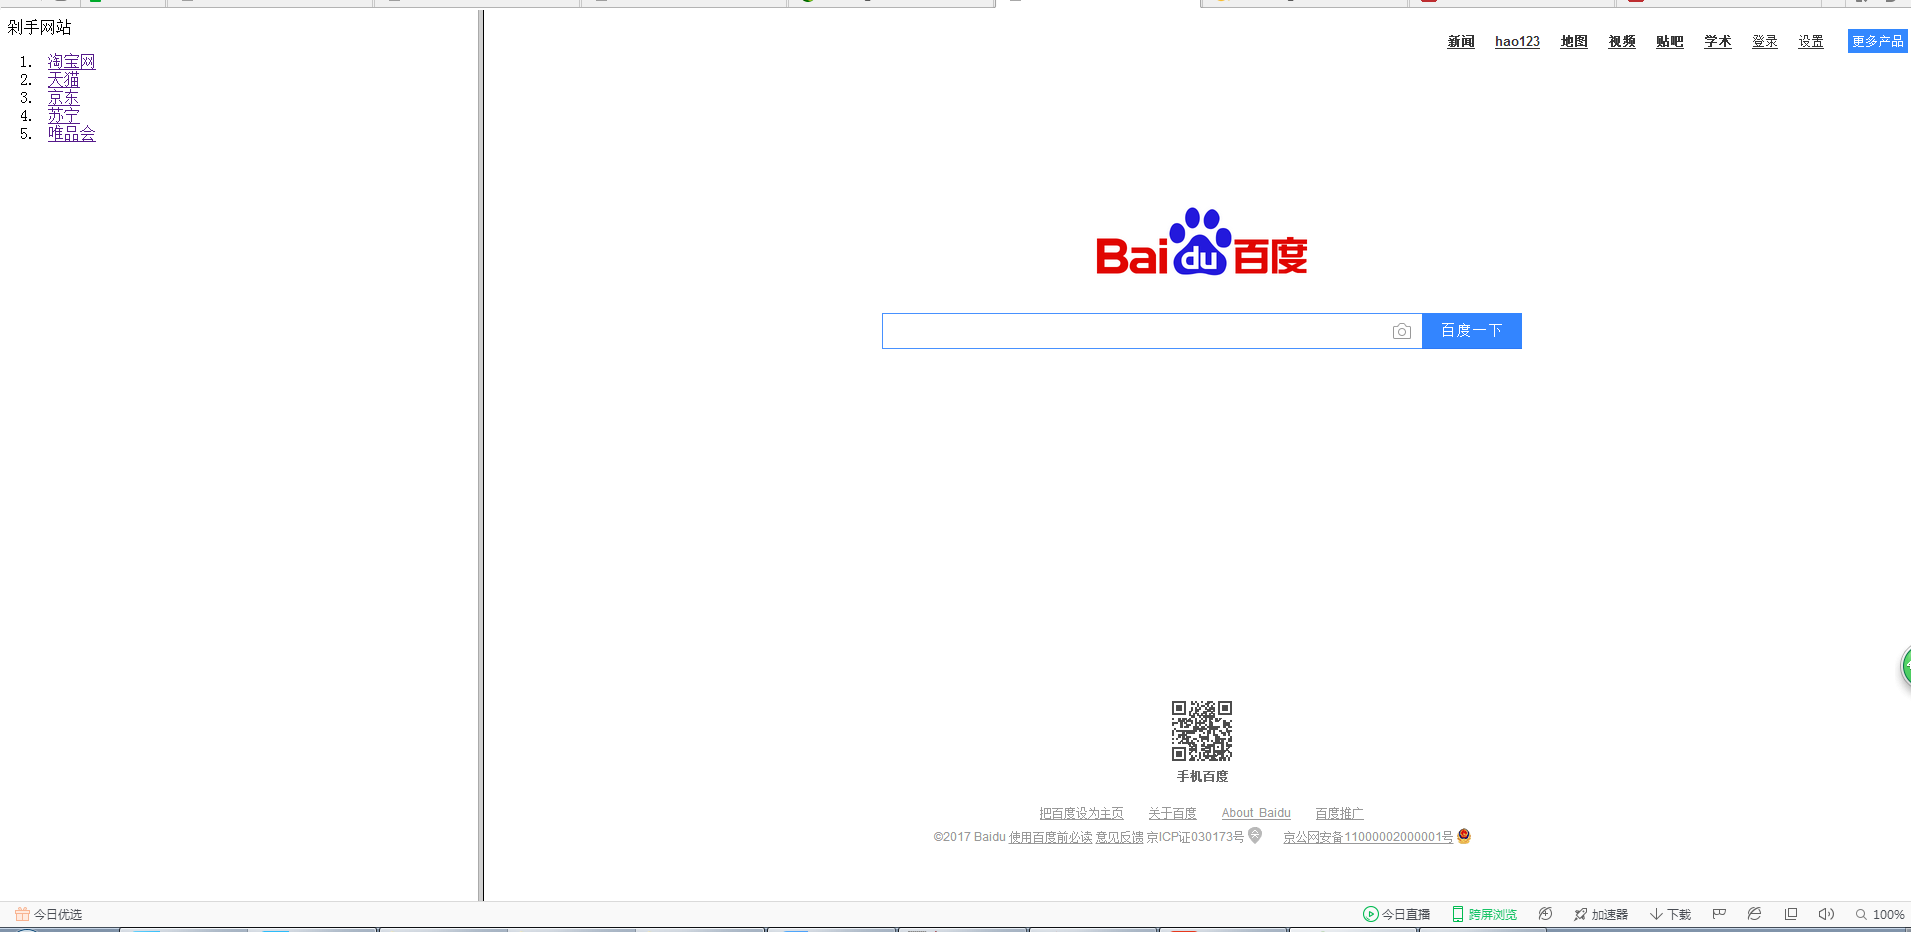 剁手网站
1. 淘宝网
2. 天猫
3. 京东
4. 苏宁
5. 唯品会
新闻 hao123 地图 视频 贴吧 学术 登录 设置 更多产品
Baidu百度
百度一下
手机百度
把百度设为主页 关于百度 About Baidu 百度推广
©2017 Baidu 使用百度前必读 意见反馈 京ICP证030173号 京公网安备11000002000001号
今日优选 今日直播 跨屏浏览 加速器 下载 100%